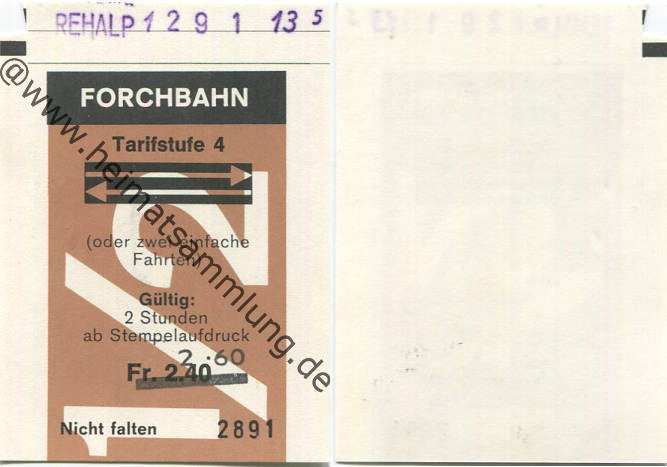 REHALP 1 2 9 1 13 5
FORCHBAHN
Tarifstufe 4
(oder zwei einfache
Fahrten)
Gültig:
2 Stunden
ab Stempelaufdruck
2.60
Fr. 2.40
Nicht falten 2891
1/2
@www.heimatsammlung.de